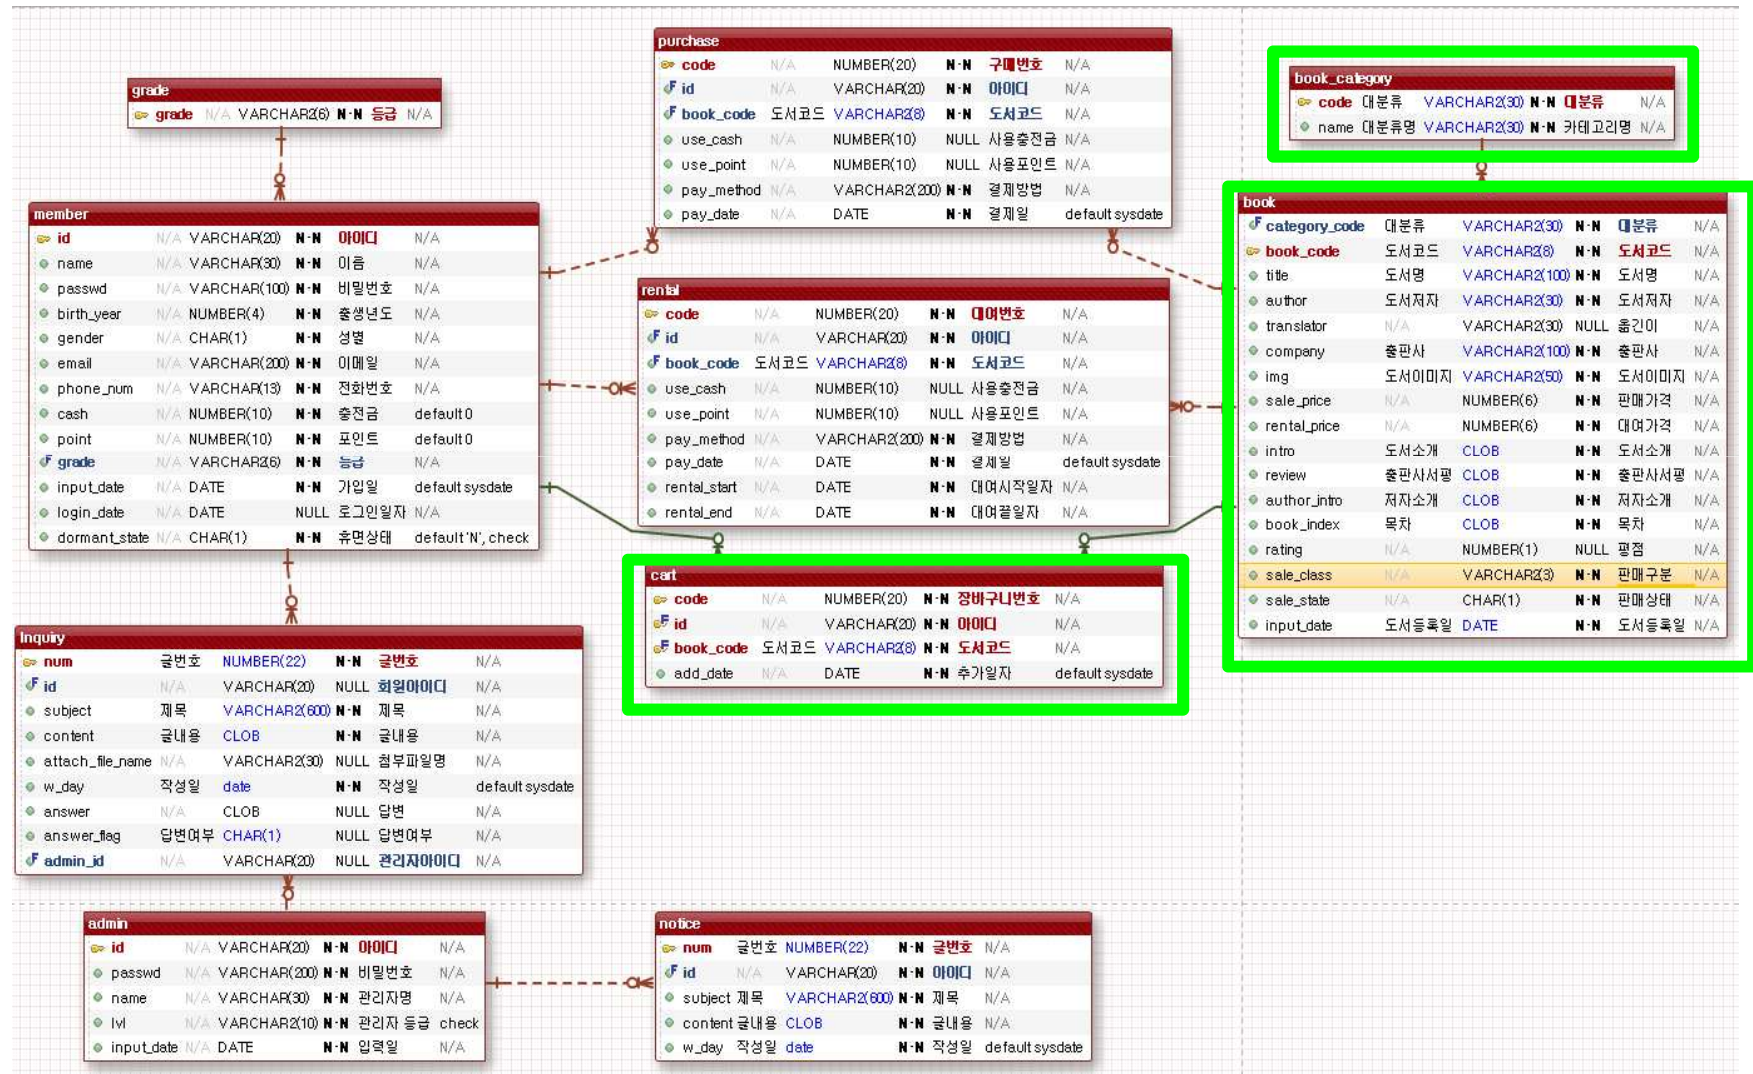 grade
grade N/A VARCHAR2(6) N-N 등급 N/A
member
id N/A VARCHAR(20) N-N 아이디 N/A
name N/A VARCHAR(30) N-N 이음 N/A
passwd N/A VARCHAR(100) N-N 비밀번호 N/A
birth_year N/A NUMBER(4) N-N 출생년도 N/A
gender N/A CHAR(1) N-N 성별 N/A
email N/A VARCHAR(200) N-N 이메일 N/A
phone_num N/A VARCHAR(13) N-N 전화번호 N/A
cash N/A NUMBER(10) N-N 충전금 default 0
point N/A NUMBER(10) N-N 포인트 default 0
grade N/A VARCHAR2(6) N-N 등급 N/A
input_date N/A DATE N-N 가입일 default sysdate
login_date N/A DATE NULL 로그인일자 N/A
dormant_state N/A CHAR(1) N-N 휴면상태 default 'N', check
purchase
code N/A NUMBER(20) N-N 구매번호 N/A
id N/A VARCHAR(20) N-N 아이디 N/A
book_code 도서코드 VARCHAR2(8) N-N 도서코드 N/A
use_cash N/A NUMBER(10) NULL 사용충전금 N/A
use_point N/A NUMBER(10) NULL 사용포인트 N/A
pay_method N/A VARCHAR2(200) N-N 결제방법 N/A
pay_date N/A DATE N-N 결제일 default sysdate
rental
code N/A NUMBER(20) N-N 대여번호 N/A
id N/A VARCHAR(20) N-N 아이디 N/A
book_code 도서코드 VARCHAR2(8) N-N 도서코드 N/A
use_cash N/A NUMBER(10) NULL 사용충전금 N/A
use_point N/A NUMBER(10) NULL 사용포인트 N/A
pay_method N/A VARCHAR2(200) N-N 결제방법 N/A
pay_date N/A DATE N-N 결제일 default sysdate
rental_start N/A DATE N-N 대여시작일자 N/A
rental_end N/A DATE N-N 대여끝일자 N/A
book_category
code 대분류 VARCHAR2(30) N-N 대분류 N/A
name 대분류명 VARCHAR2(30) N-N 카테고리명 N/A
book
category_code 대분류 VARCHAR2(30) N-N 대분류 N/A
book_code 도서코드 VARCHAR2(8) N-N 도서코드 N/A
title 도서명 VARCHAR2(100) N-N 도서명 N/A
author 도서저자 VARCHAR2(30) N-N 도서저자 N/A
translator N/A VARCHAR2(30) NULL 옮긴이 N/A
company 출판사 VARCHAR2(100) N-N 출판사 N/A
img 도서이미지 VARCHAR2(50) N-N 도서이미지 N/A
sale_price N/A NUMBER(6) N-N 판매가격 N/A
rental_price N/A NUMBER(6) N-N 대여가격 N/A
intro 도서소개 CLOB N-N 도서소개 N/A
review 출판사서평 CLOB N-N 출판사서평 N/A
author_intro 저자소개 CLOB N-N 저자소개 N/A
book_index 목차 CLOB N-N 목차 N/A
rating N/A NUMBER(1) NULL 평점 N/A
sale_class N/A VARCHAR2(3) N-N 판매구분 N/A
sale_state N/A CHAR(1) N-N 판매상태 N/A
input_date 도서등록일 DATE N-N 도서등록일 N/A
cart
code N/A NUMBER(20) N-N 장바구니번호 N/A
id N/A VARCHAR(20) N-N 아이디 N/A
book_code 도서코드 VARCHAR2(8) N-N 도서코드 N/A
add_date N/A DATE N-N 추가일자 default sysdate
Inquiry
num 글번호 NUMBER(22) N-N 글번호 N/A
id N/A VARCHAR(20) NULL 회원아이디 N/A
subject 제목 VARCHAR2(600) N-N 제목 N/A
content 글내용 CLOB N-N 글내용 N/A
attach_file_name N/A VARCHAR2(30) NULL 첨부파일명 N/A
w_day 작성일 date N-N 작성일 default sysdate
answer N/A CLOB NULL 답변 N/A
answer_flag 답변여부 CHAR(1) NULL 답변여부 N/A
admin_id N/A VARCHAR(20) NULL 관리자아이디 N/A
admin
id N/A VARCHAR(20) N-N 아이디 N/A
passwd N/A VARCHAR(200) N-N 비밀번호 N/A
name N/A VARCHAR(30) N-N 관리자명 N/A
lvl N/A VARCHAR2(10) N-N 관리자 등급 check
input_date N/A DATE N-N 입력일 N/A
notice
num 글번호 NUMBER(22) N-N 글번호 N/A
id N/A VARCHAR(20) N-N 아이디 N/A
subject 제목 VARCHAR2(600) N-N 제목 N/A
content 글내용 CLOB N-N 글내용 N/A
w_day 작성일 date N-N 작성일 default sysdate